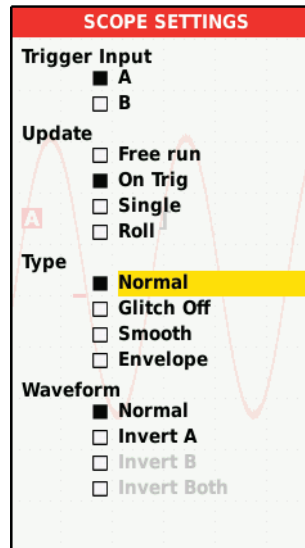 SCOPE SETTINGS
Trigger Input
A
B
Update
Free run
On Trig
A
Single
Roll
Type
Normal
Glitch Off
Smooth
Envelope
Waveform
Normal
Invert A
Invert B
Invert Both